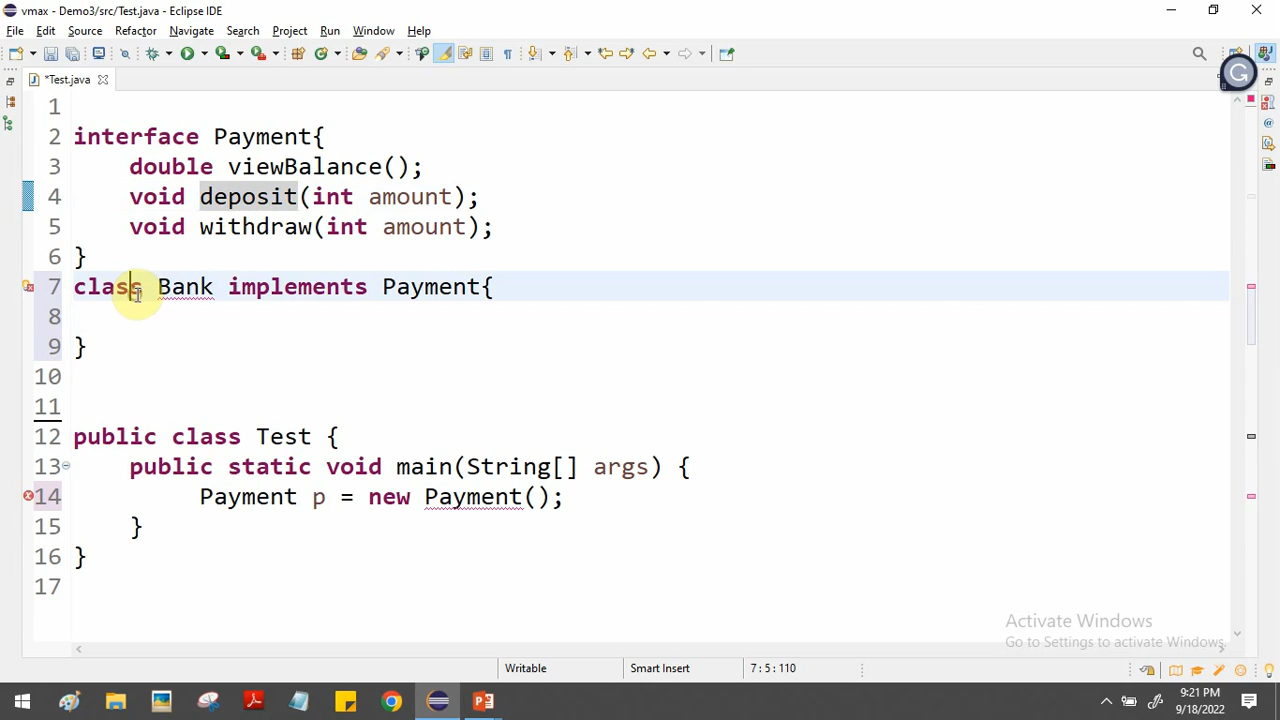 vmax - Demo3/src/Test.java - Eclipse IDE
File Edit Source Refactor Navigate Search Project Run Window Help
*Test.java
1
2 interface Payment{
3 double viewBalance();
4 void deposit(int amount);
5 void withdraw(int amount);
6 }
7 class Bank implements Payment{
8
9 }
10
11
12 public class Test {
13 public static void main(String[] args) {
14 Payment p = new Payment();
15 }
16 }
17
Activate Windows
Go to Settings to activate Windows.
Writable Smart Insert 7 : 5 : 110
9:21 PM
9/18/2022